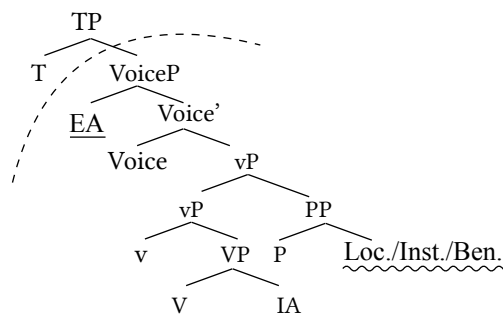 TP
T VoiceP
EA Voice’
Voice vP
vP PP
v VP P Loc./Inst./Ben.
V IA